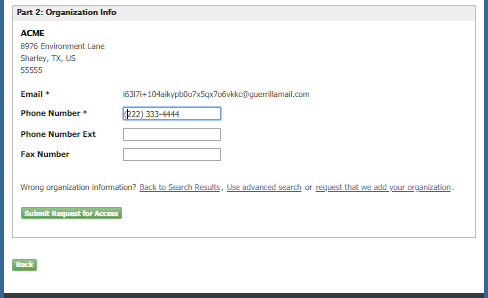 Part 2: Organization Info
ACME
8976 Environment Lane
Sharley, TX, US
55555
Email * i63l7i+104aikypb0o7x5qx7o6vkkc@guerrillamail.com
Phone Number * (222) 333-4444
Phone Number Ext
Fax Number
Wrong organization information? Back to Search Results, Use advanced search or request that we add your organization.
Submit Request for Access
Back